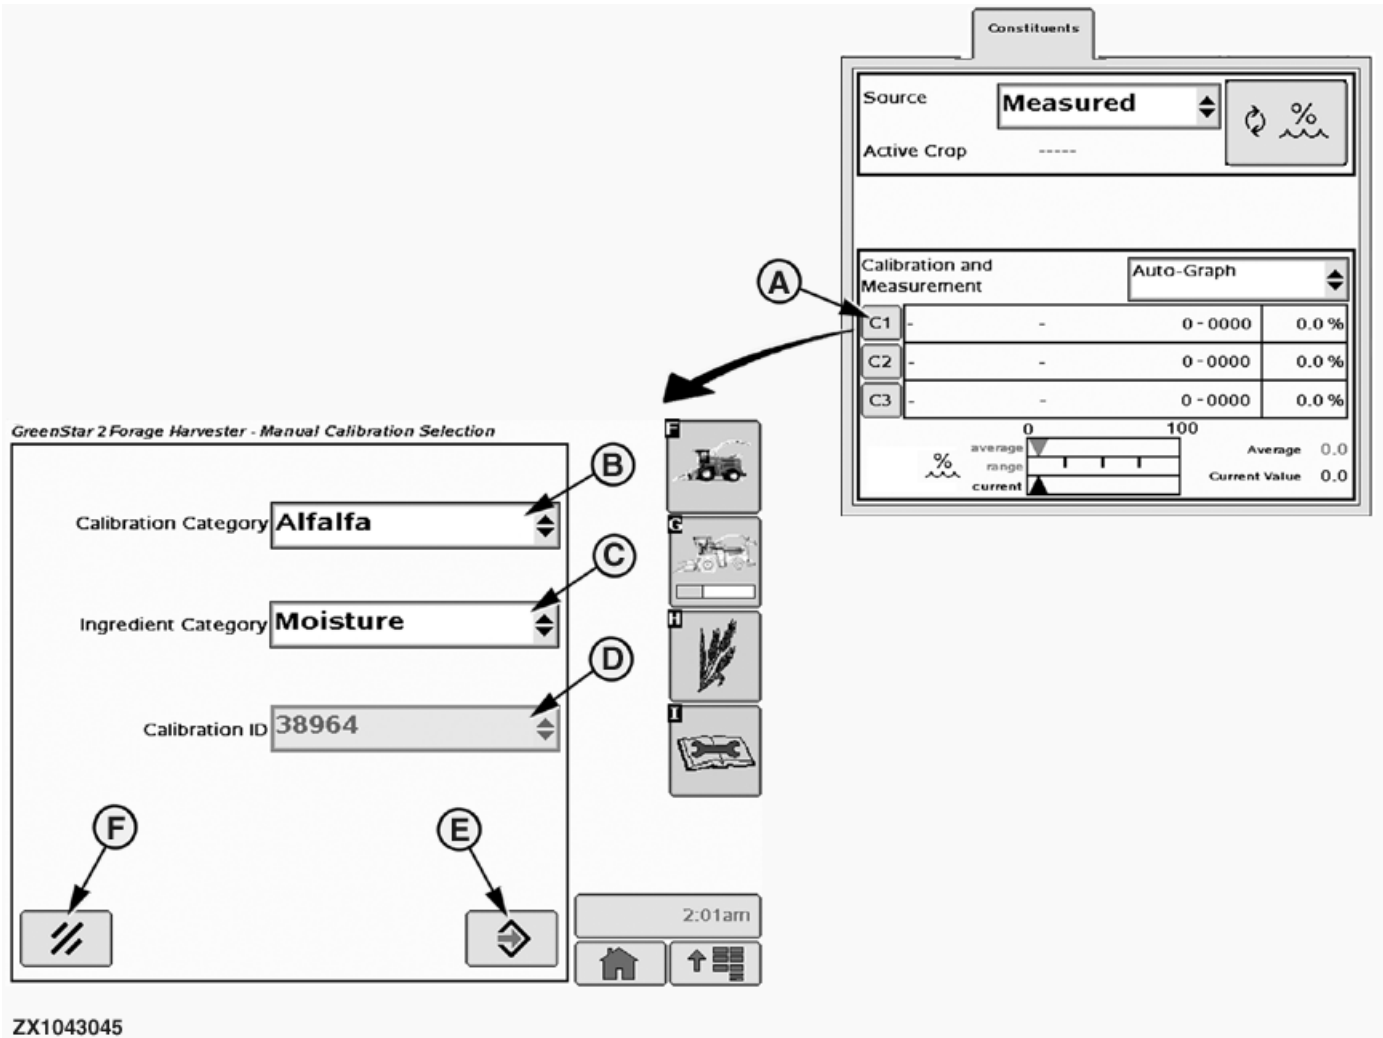 Constituents
Source
Measured
%
Active Crop
-----
Calibration and
Measurement
Auto-Graph
A
C1 - - 0-0000 0.0 %
C2 - - 0-0000 0.0 %
C3 - - 0-0000 0.0 %
0 100
average
range
current
%
Average 0.0
Current Value 0.0
GreenStar 2 Forage Harvester - Manual Calibration Selection
F
B
Calibration Category Alfalfa
G
C
Ingredient Category Moisture
H
D
Calibration ID 38964
I
F
E
2:01am
ZX1043045